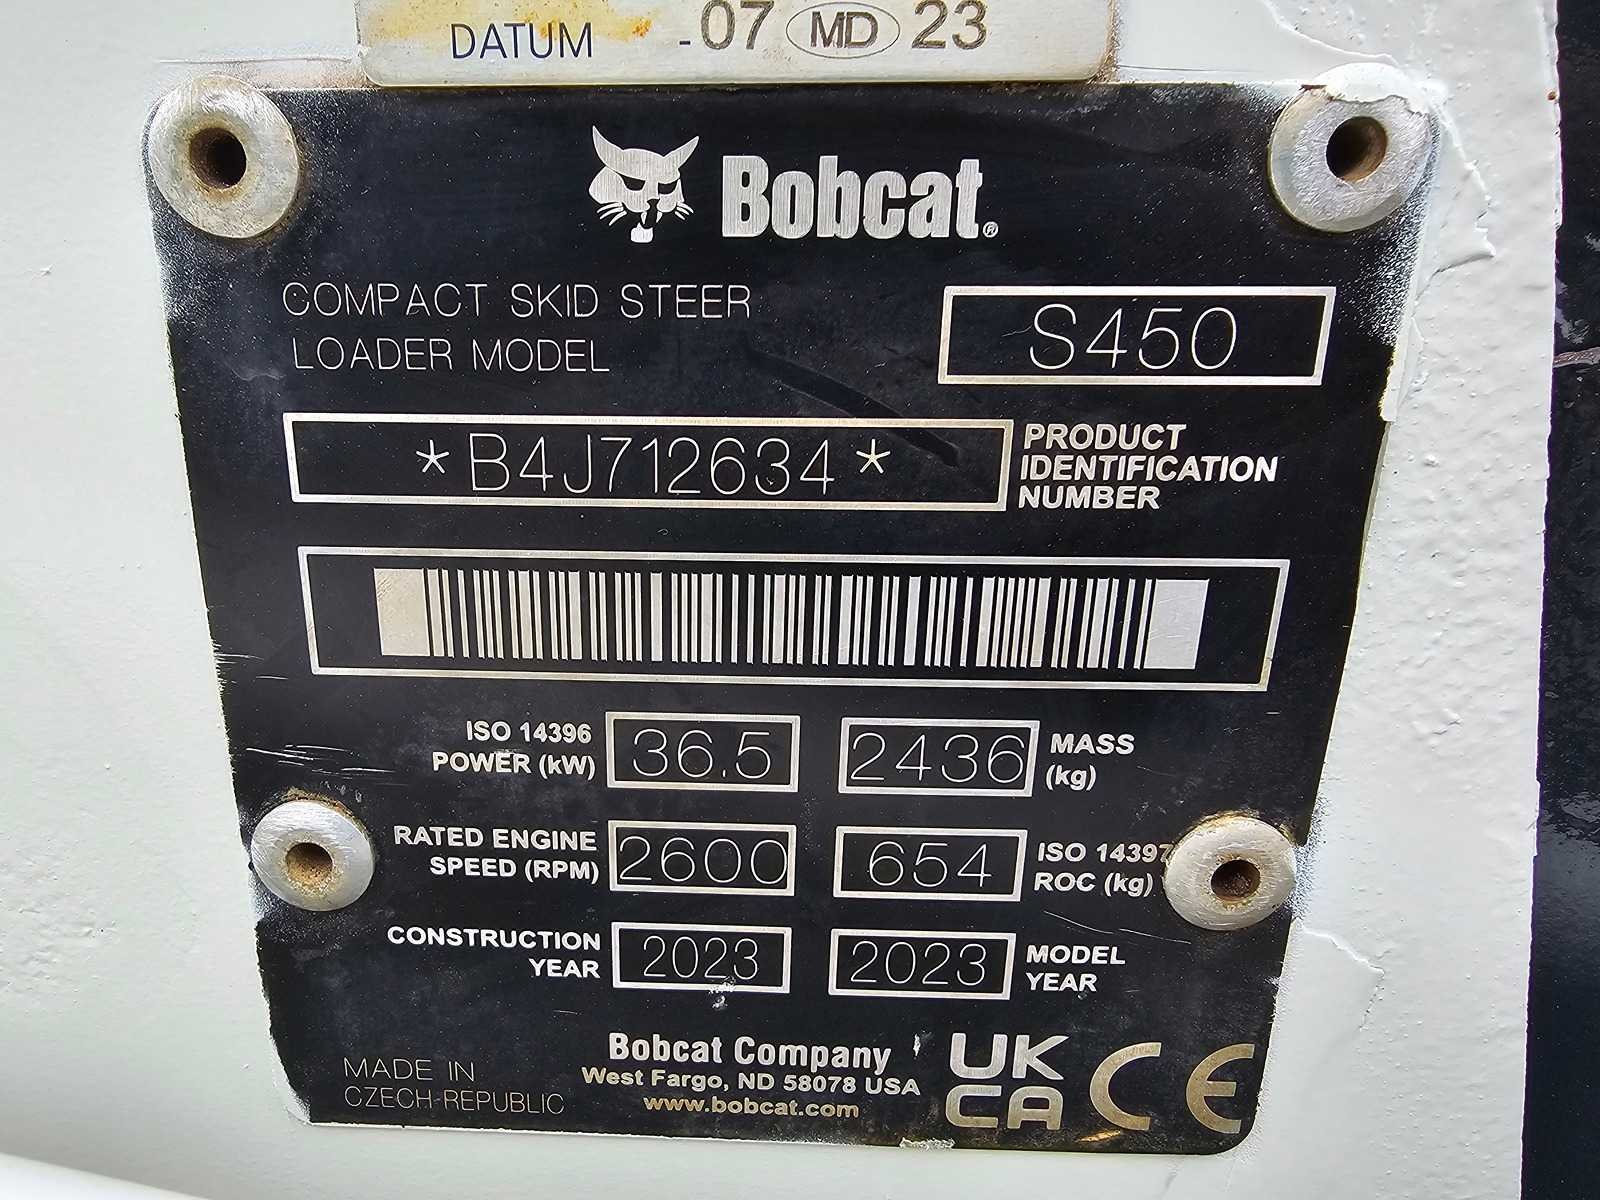 DATUM -07 MD 23
Bobcat®
COMPACT SKID STEER
LOADER MODEL
S450
*B4J712634*
PRODUCT
IDENTIFICATION
NUMBER
ISO 14396
POWER (kW)
36.5
2436
MASS
(kg)
RATED ENGINE
SPEED (RPM)
2600
654
ISO 14397
ROC (kg)
CONSTRUCTION
YEAR
2023
2023
MODEL
YEAR
MADE IN
CZECH-REPUBLIC
Bobcat Company
West Fargo, ND 58078 USA
www.bobcat.com
UK
CA
CE